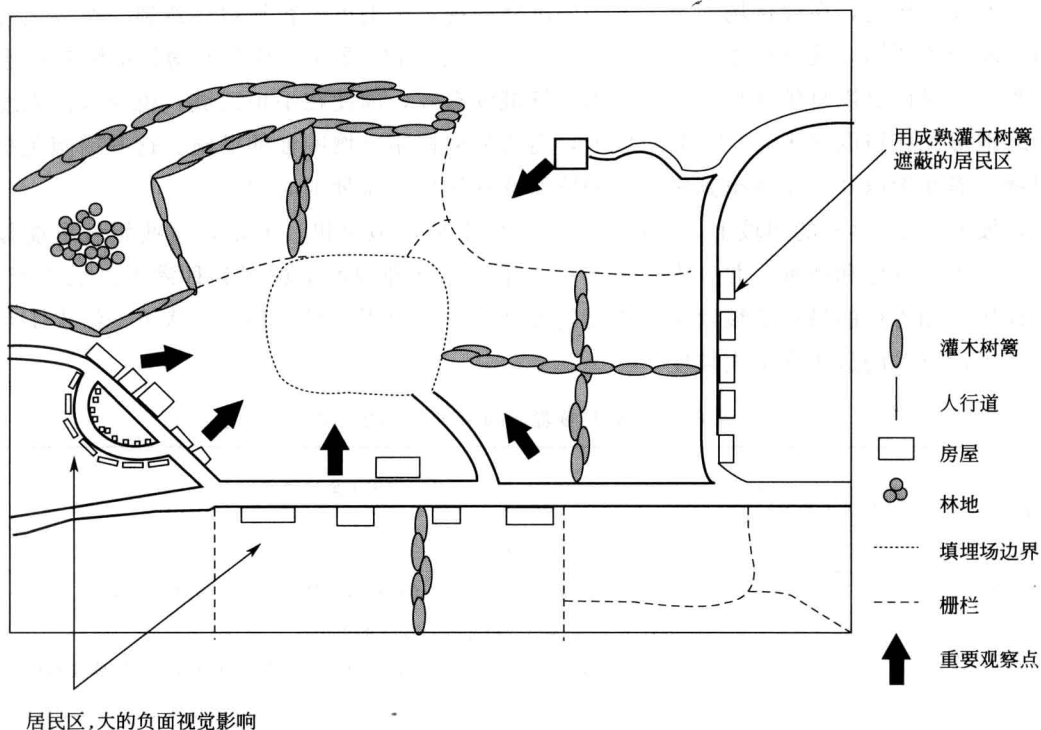 用成熟灌木树篱
遮蔽的居民区
灌木树篱
人行道
房屋
林地
填埋场边界
栅栏
重要观察点
居民区,大的负面视觉影响